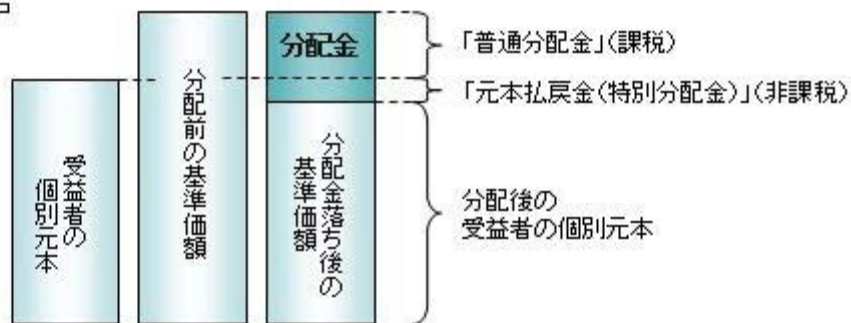 分配金
「普通分配金」(課税)
「元本払戻金(特別分配金)」(非課税)
受益者の
個別元本
分配前の基準価額
分配金落ち後の
基準価額
分配後の
受益者の個別元本